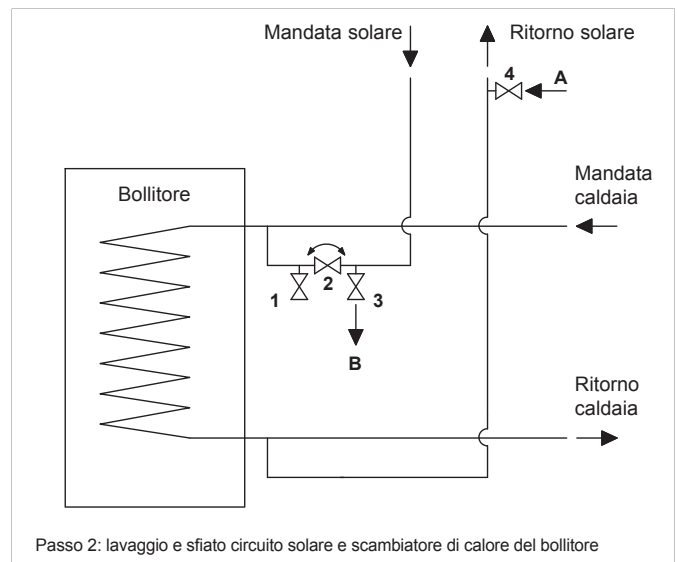 Mandata solare
Ritorno solare
4
A
Mandata
caldaia
Bollitore
2
1
3
B
Ritorno
caldaia
Passo 2: lavaggio e sfiato circuito solare e scambiatore di calore del bollitore